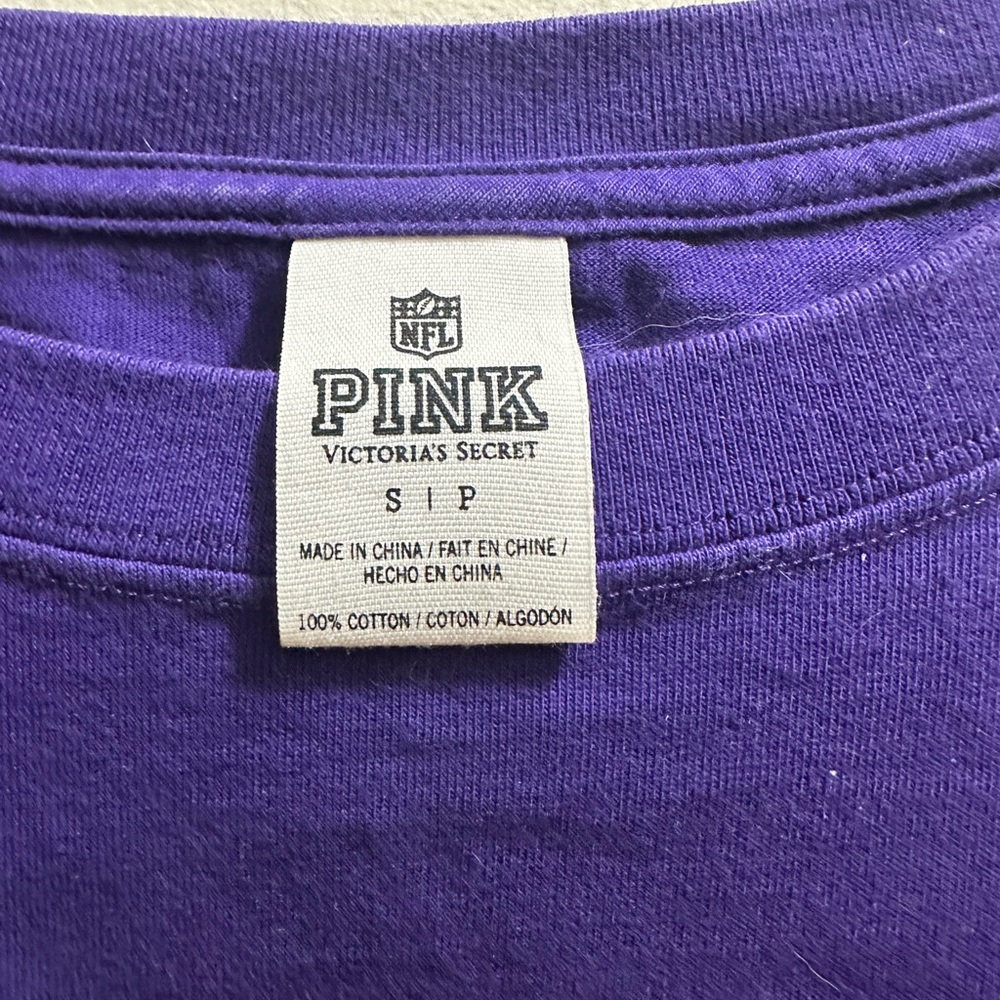 NFL
PINK
VICTORIA'S SECRET
S | P
MADE IN CHINA / FAIT EN CHINE /
HECHO EN CHINA
100% COTTON / COTON / ALGODÓN